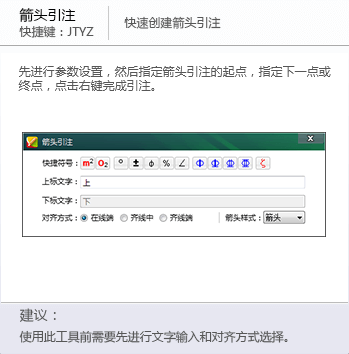 箭头引注
快捷键：JTYZ
快速创建箭头引注
先进行参数设置，然后指定箭头引注的起点，指定下一点或
终点，点击右键完成引注。
箭头引注 x
快捷符号： m² O₂ ° ± ϕ % ∠ Φ Φ Φ Φ ζ
上标文字： 上
下标文字： 下
对齐方式： 在线端 齐线中 齐线端 箭头样式： 箭头
建议：
使用此工具前需要先进行文字输入和对齐方式选择。